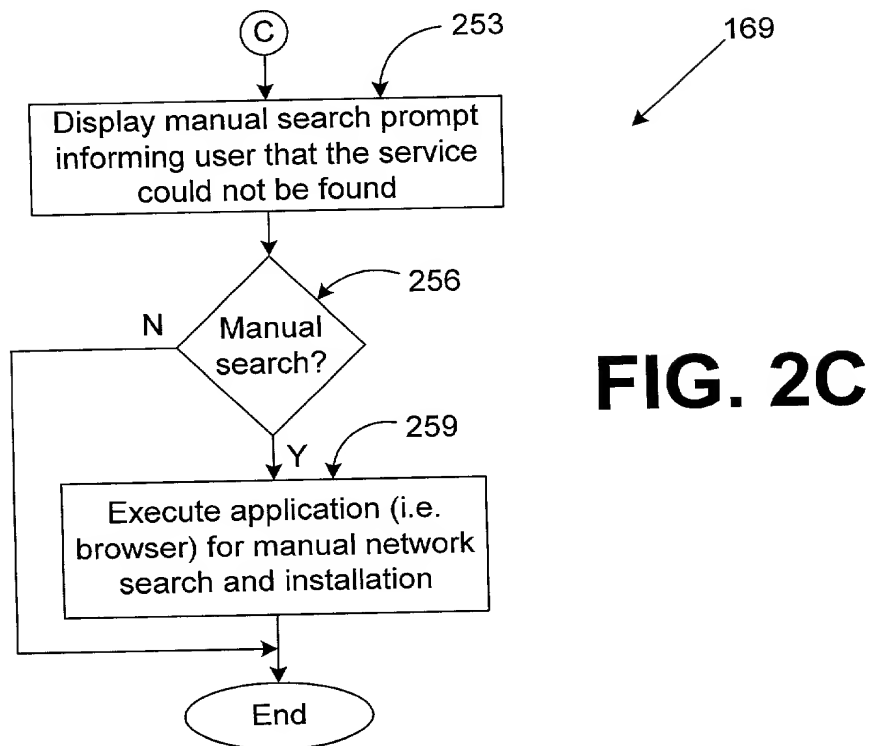 C
253
169
Display manual search prompt
informing user that the service
could not be found
256
N
Manual
search?
FIG. 2C
259
Y
Execute application (i.e.
browser) for manual network
search and installation
End